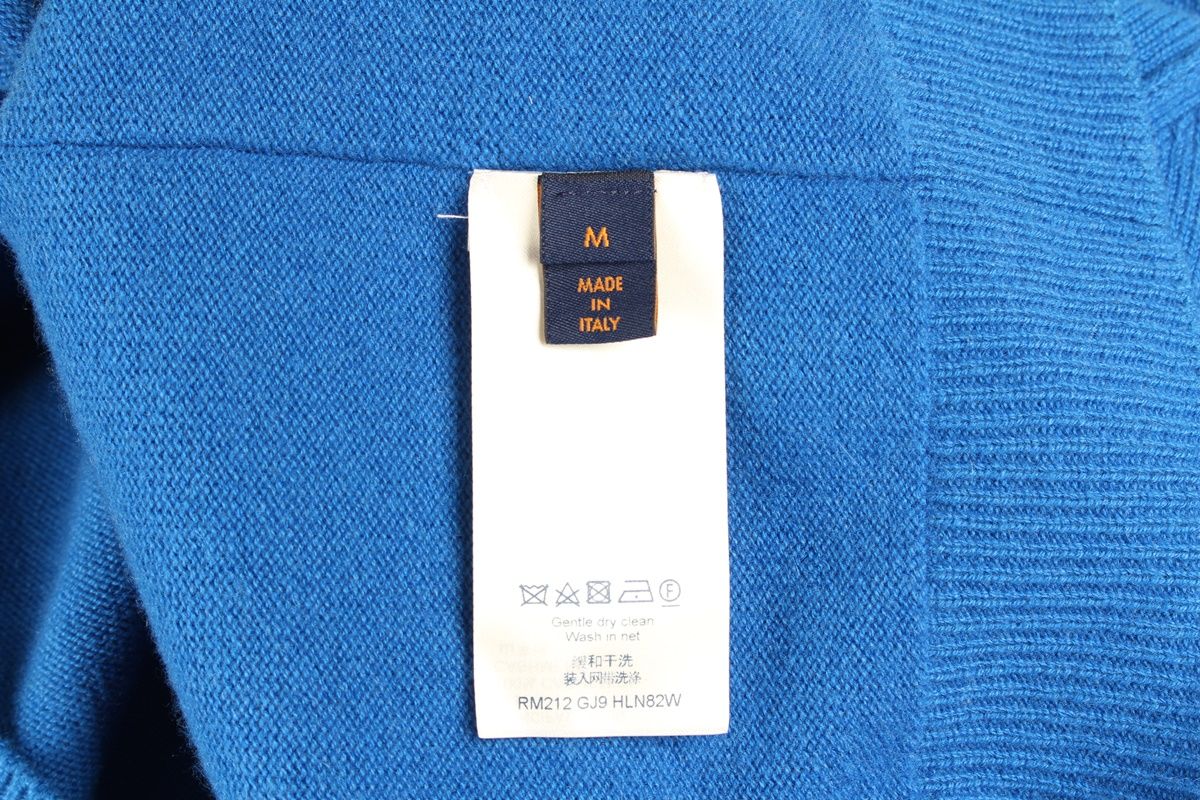 M
MADE
IN
ITALY
F
Gentle dry clean
Wash in net
缓和干洗
装入网带洗涤
RM212 GJ9 HLN82W